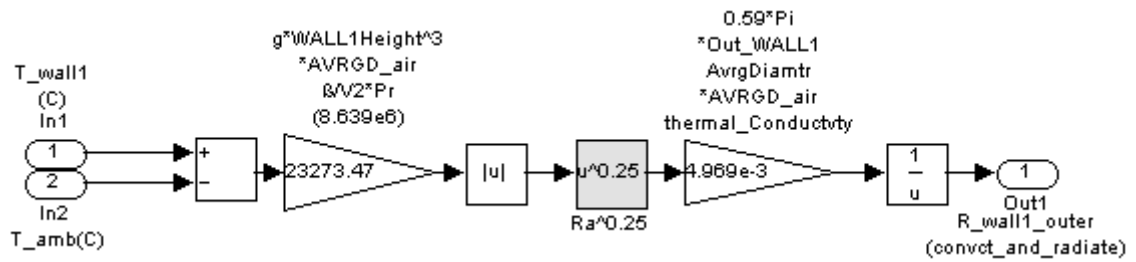 T_wall1
(C)
In1
1
2
In2
T_amb(C)
+
−
g*WALL1Height^3
*AVRGD_air
ß/V2*Pr
(8.639e6)
23273.47
|u|
u^0.25
Ra^0.25
0.59*Pi
*Out_WALL1
AvrgDiamtr
*AVRGD_air
thermal_Conductvty
4.969e-3
1
u
1
Out1
R_wall1_outer
(convct_and_radiate)